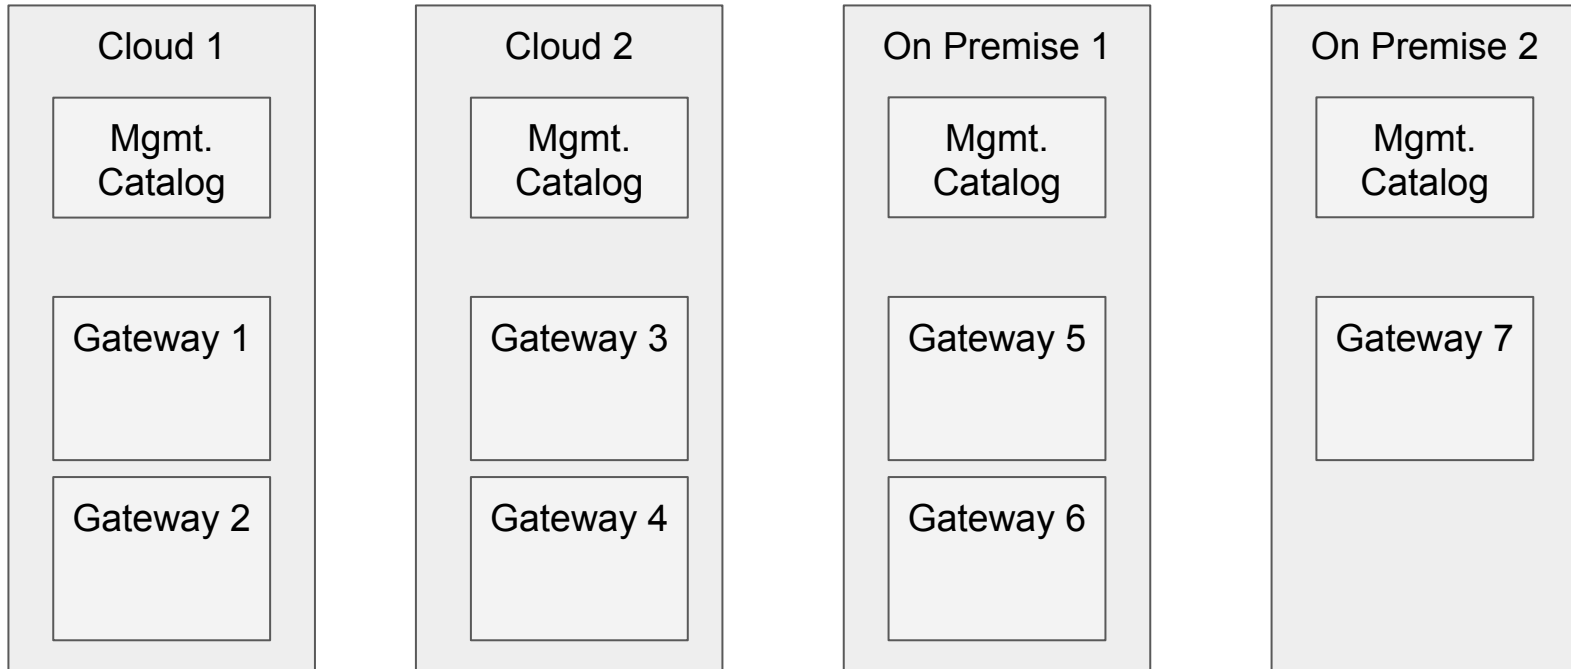 Cloud 1
Mgmt.
Catalog
Gateway 1
Gateway 2
Cloud 2
Mgmt.
Catalog
Gateway 3
Gateway 4
On Premise 1
Mgmt.
Catalog
Gateway 5
Gateway 6
On Premise 2
Mgmt.
Catalog
Gateway 7